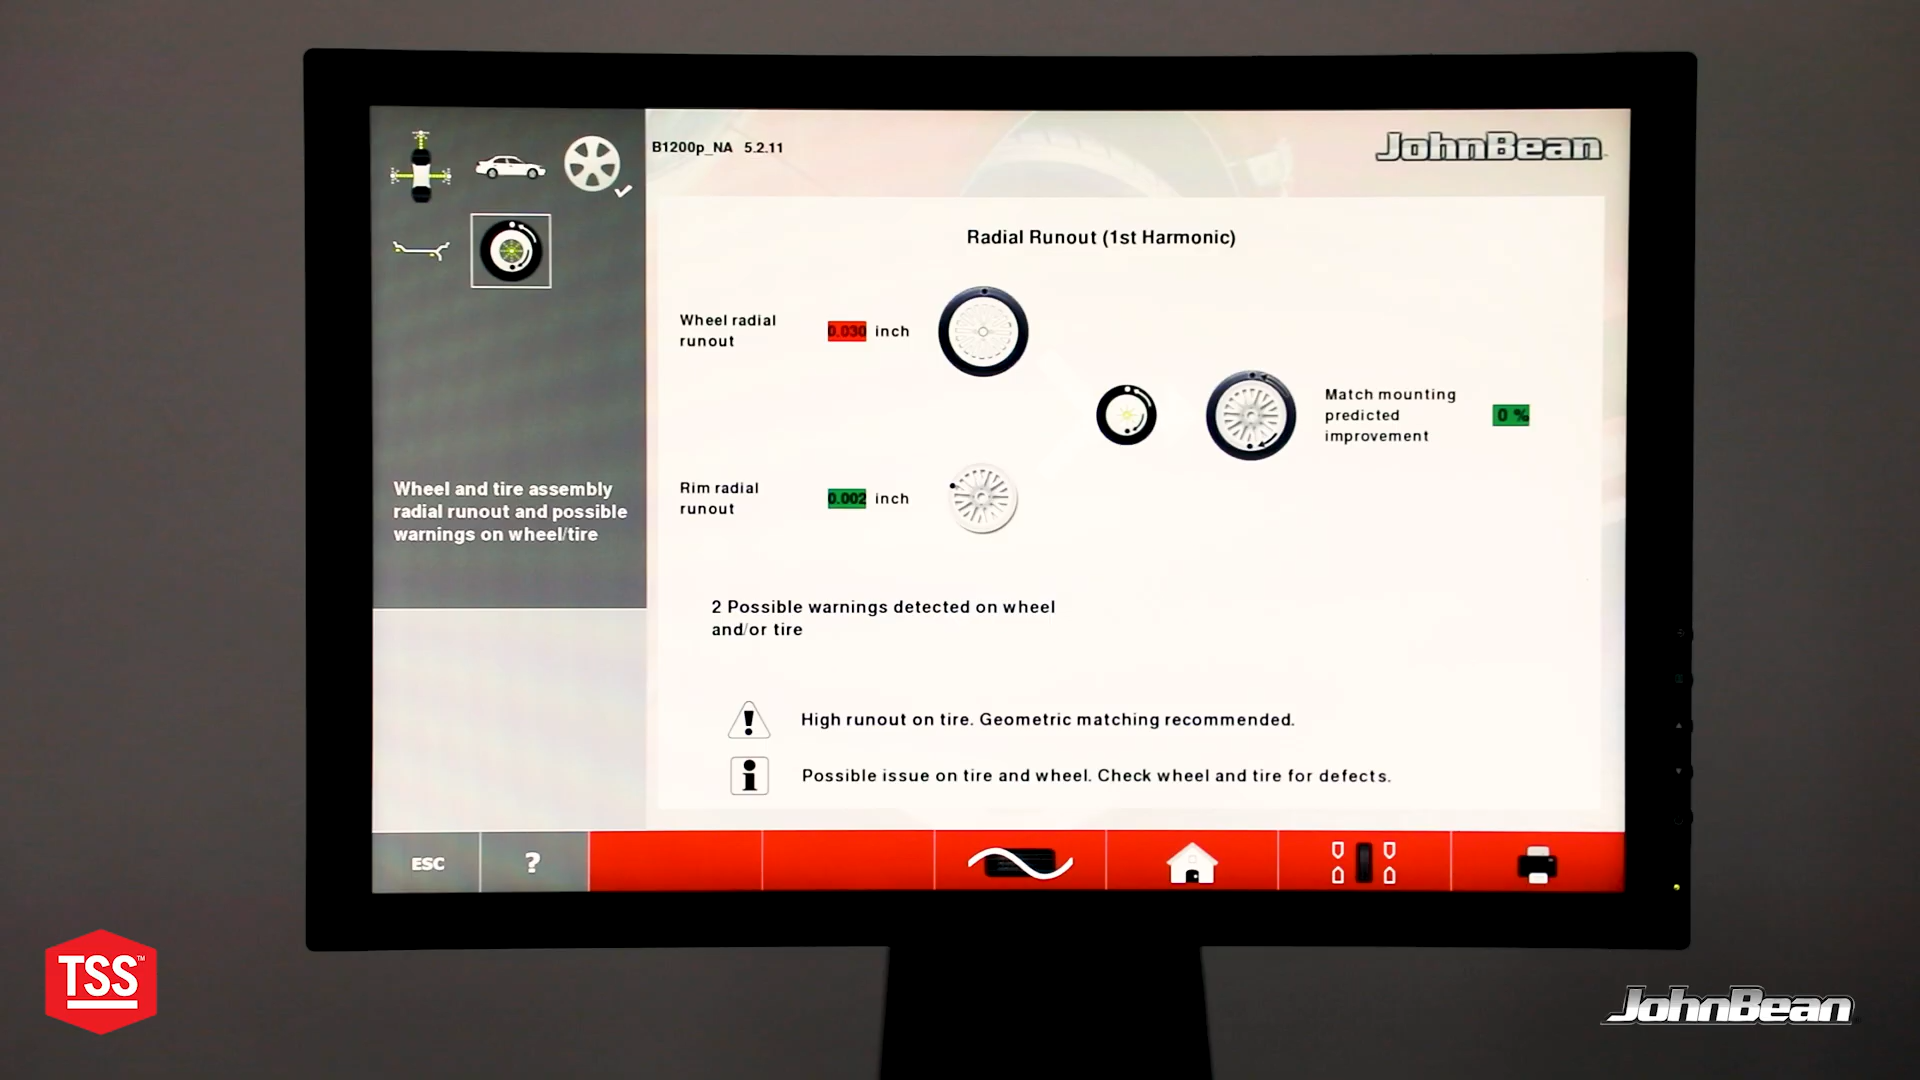 B1200p_NA 5.2.11
JohnBean
Radial Runout (1st Harmonic)
Wheel radial
runout
0.030 inch
Match mounting
predicted
improvement
0 %
Rim radial
runout
0.002 inch
Wheel and tire assembly
radial runout and possible
warnings on wheel/tire
2 Possible warnings detected on wheel
and/or tire
High runout on tire. Geometric matching recommended.
Possible issue on tire and wheel. Check wheel and tire for defects.
ESC
?
TSS™
JohnBean